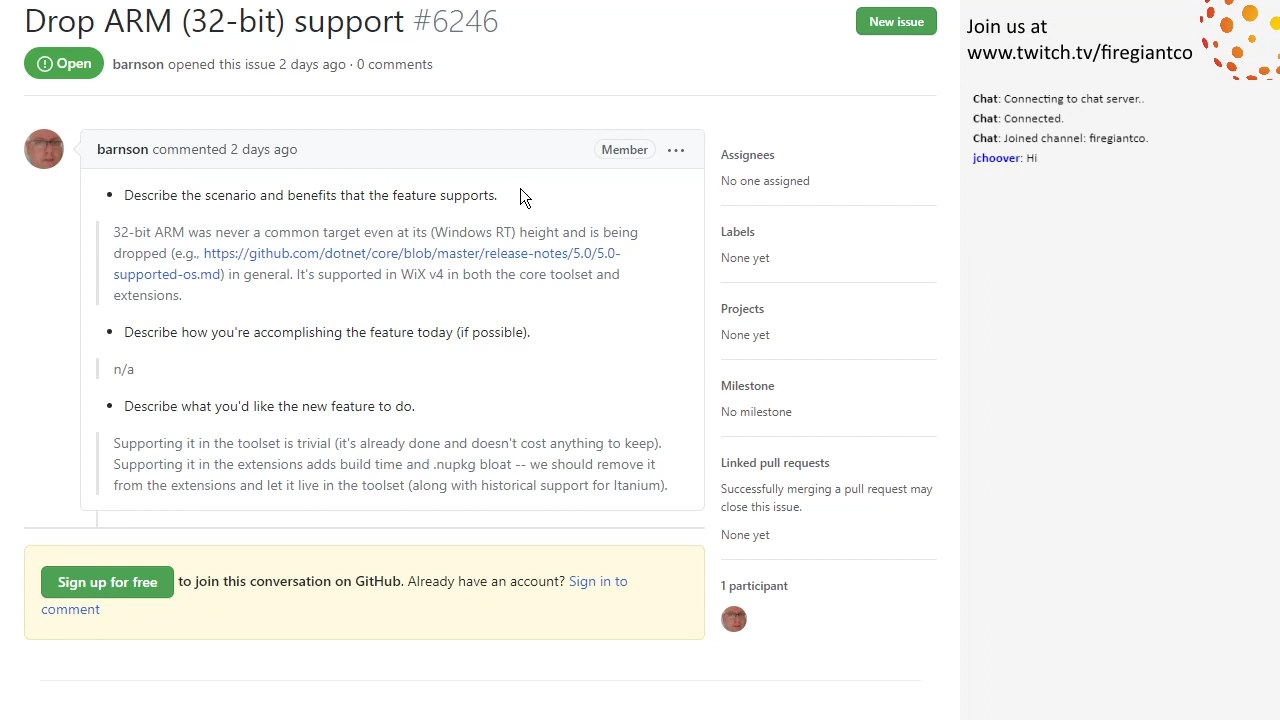 Drop ARM (32-bit) support #6246
New issue
Open
barnson opened this issue 2 days ago · 0 comments
barnson commented 2 days ago
Member
• Describe the scenario and benefits that the feature supports.
32-bit ARM was never a common target even at its (Windows RT) height and is being
dropped (e.g., https://github.com/dotnet/core/blob/master/release-notes/5.0/5.0-
supported-os.md) in general. It's supported in WiX v4 in both the core toolset and
extensions.
• Describe how you're accomplishing the feature today (if possible).
n/a
• Describe what you'd like the new feature to do.
Supporting it in the toolset is trivial (it's already done and doesn't cost anything to keep).
Supporting it in the extensions adds build time and .nupkg bloat -- we should remove it
from the extensions and let it live in the toolset (along with historical support for Itanium).
Sign up for free to join this conversation on GitHub. Already have an account? Sign in to
comment
Assignees
No one assigned
Labels
None yet
Projects
None yet
Milestone
No milestone
Linked pull requests
Successfully merging a pull request may
close this issue.
None yet
1 participant
Join us at
www.twitch.tv/firegiantco
Chat: Connecting to chat server..
Chat: Connected.
Chat: Joined channel: firegiantco.
jchoover: Hi